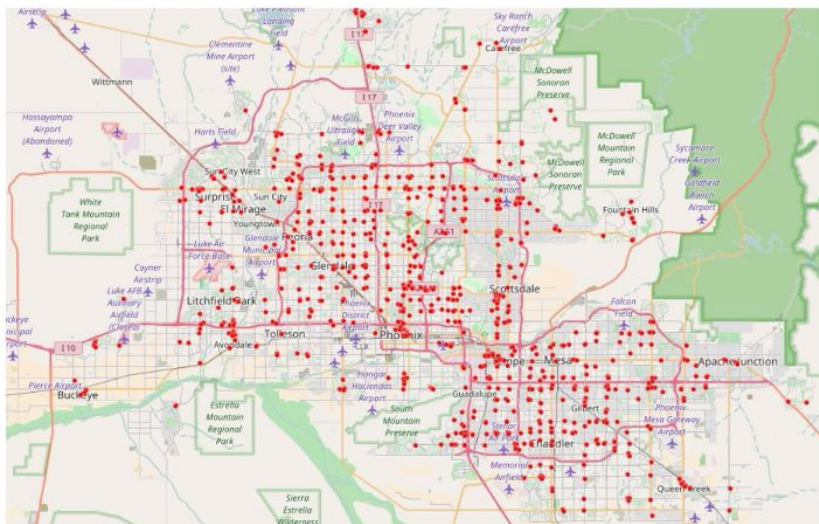 Airstrip
Landing
Field
Sky Ranch
Carefree
Airport
Clementine
Mine Airport
(site)
I 17
Carefree
Wittmann
McDowell
Sonoran
Preserve
I 17
Hassayampa
Airport
(Abandoned)
Phoenix
Deer Valley
Airport
Harts Field
Ultralight
Field
McDowell
Mountain
Regional
Park
Sycamore
Creek Airport
McDowell
Sonoran
Preserve
Sun City West
Scottsdale
Airport
Goldfield
Ranch
Airport
Sun City
Surprise
White
Tank Mountain
Regional
Park
El Mirage
I 17
Fountain Hills
Youngtown
Peoria
Glendale
Municipal
Airport
Luke Air
Force Base
Glendale
Luke AFB
Auxiliary
Airfield
(Closed)
Airstrip
Litchfield Park
Scottsdale
Falcon
Field
Phoenix
District
Airport
I 10
Avondale
Tolleson
Phoenix
Mesa
Apache Junction
Pierce Airport
Buckeye
Hangar
Haciendas
Airport
Guadalupe
Estrella
Mountain
Regional
Park
South
Mountain
Preserve
Gilbert
Phoenix
Mesa Gateway
Airport
Stellar
Air Park
Chandler
Memorial
Airfield
Queen Creek
Sierra
Estrella
Wilderness